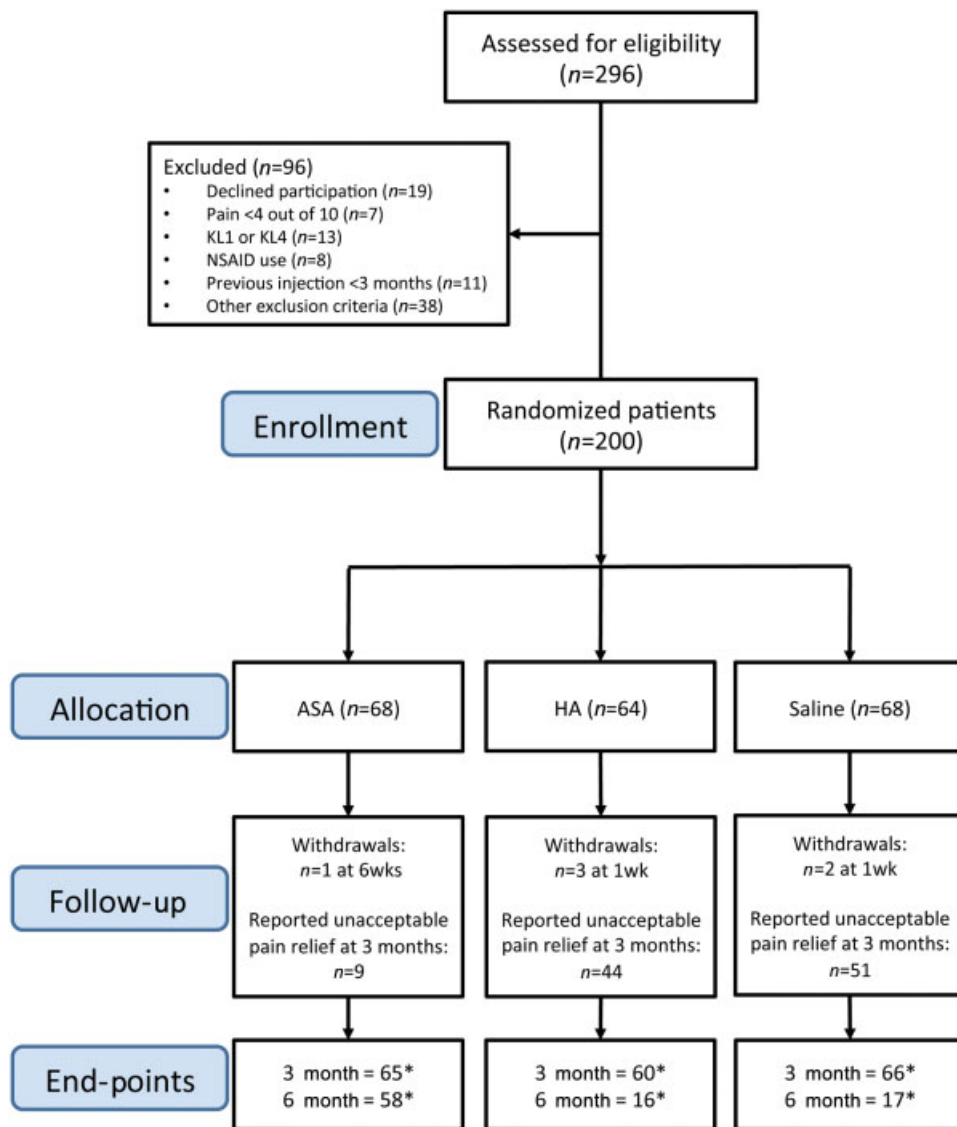 Assessed for eligibility
(n=296)
Excluded (n=96)
• Declined participation (n=19)
• Pain <4 out of 10 (n=7)
• KL1 or KL4 (n=13)
• NSAID use (n=8)
• Previous injection <3 months (n=11)
• Other exclusion criteria (n=38)
Enrollment
Randomized patients
(n=200)
Allocation
ASA (n=68)
HA (n=64)
Saline (n=68)
Follow-up
Withdrawals:
n=1 at 6wks
Reported unacceptable
pain relief at 3 months:
n=9
Withdrawals:
n=3 at 1wk
Reported unacceptable
pain relief at 3 months:
n=44
Withdrawals:
n=2 at 1wk
Reported unacceptable
pain relief at 3 months:
n=51
End-points
3 month = 65*
6 month = 58*
3 month = 60*
6 month = 16*
3 month = 66*
6 month = 17*